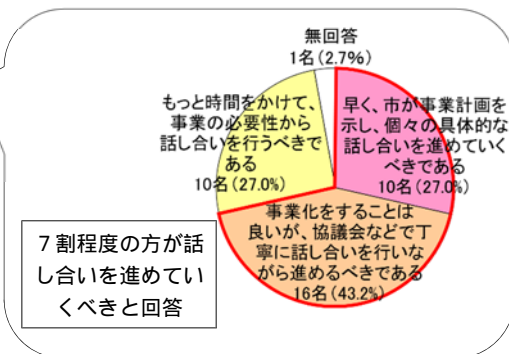 無回答
1名(2.7%)
もっと時間をかけて、
事業の必要性から
話し合いを行うべきで
ある
10名(27.0%)
早く、市が事業計画を
示し、個々の具体的な
話し合いを進めていく
べきである
10名(27.0%)
事業化をすることは
良いが、協議会などで丁
寧に話し合いを行いな
がら進めるべきである
16名(43.2%)
7割程度の方が話
し合いを進めてい
くべきと回答